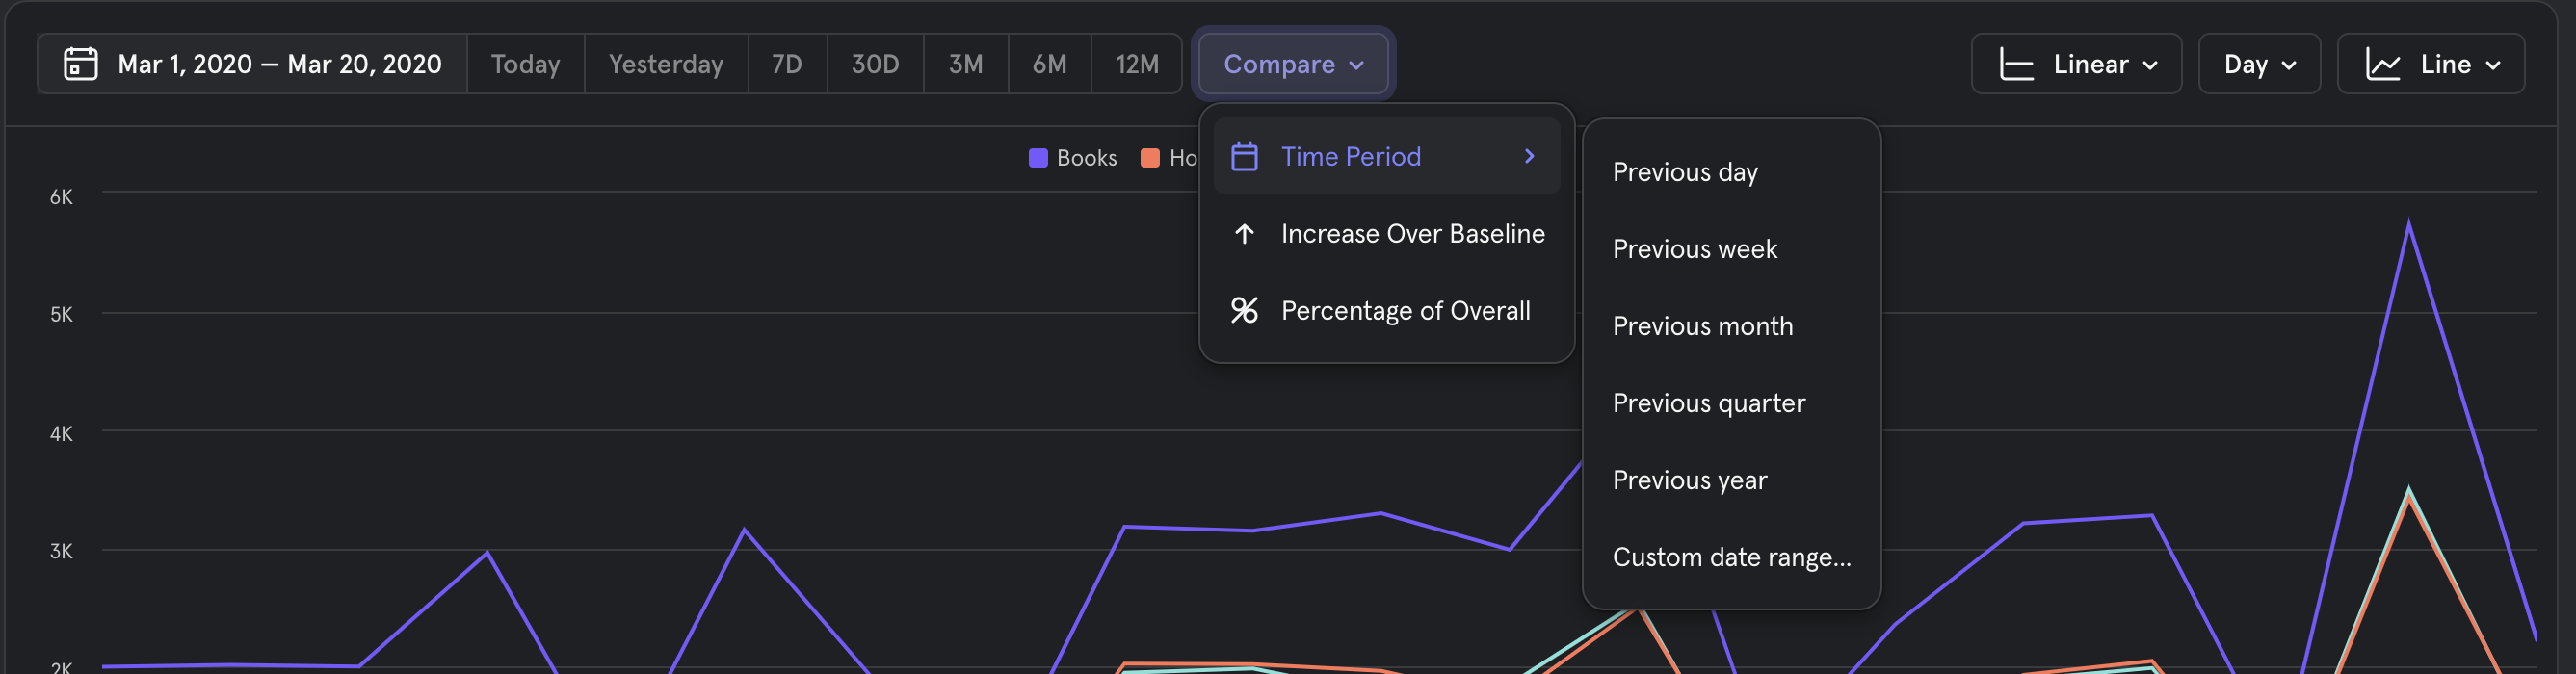 Mar 1, 2020 — Mar 20, 2020
Today
Yesterday
7D
30D
3M
6M
12M
Compare
Linear
Day
Line
Books
Time Period
Increase Over Baseline
Percentage of Overall
Previous day
Previous week
Previous month
Previous quarter
Previous year
Custom date range...
6K
5K
4K
3K
2K